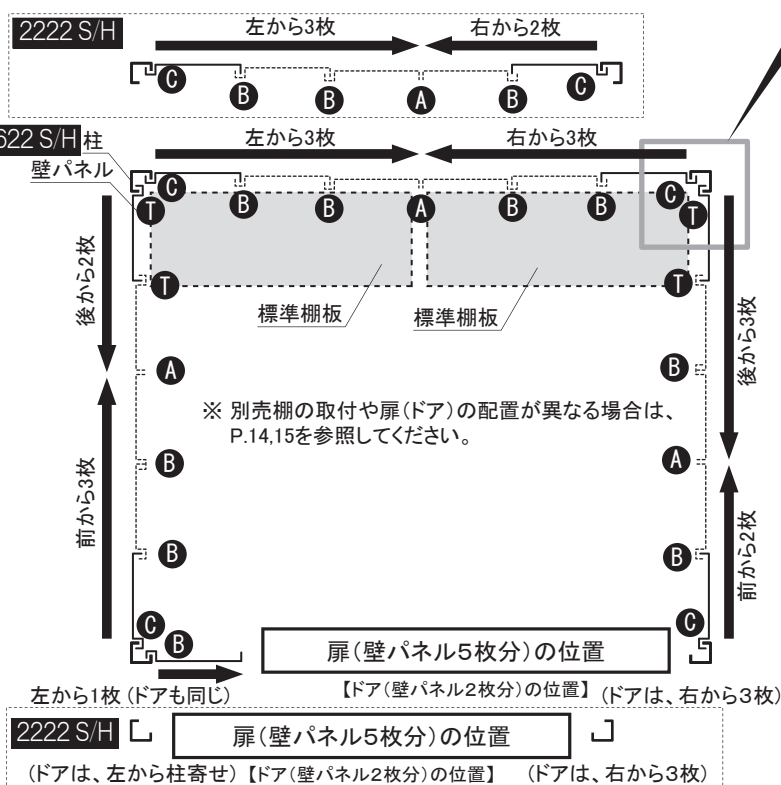 2222 S/H
左から3枚
右から2枚
C
B
B
A
B
C
622 S/H
柱
壁パネル
左から3枚
右から3枚
C
B
B
A
B
B
C
T
T
T
T
標準棚板
標準棚板
後から2枚
後から3枚
A
B
※ 別売棚の取付や扉(ドア)の配置が異なる場合は、
P.14,15を参照してください。
B
A
前から3枚
前から2枚
B
B
C
B
C
扉(壁パネル5枚分)の位置
左から1枚 (ドアも同じ)
【ドア(壁パネル2枚分)の位置】
(ドアは、右から3枚)
2222 S/H
扉(壁パネル5枚分)の位置
(ドアは、左から柱寄せ)
【ドア(壁パネル2枚分)の位置】
(ドアは、右から3枚)